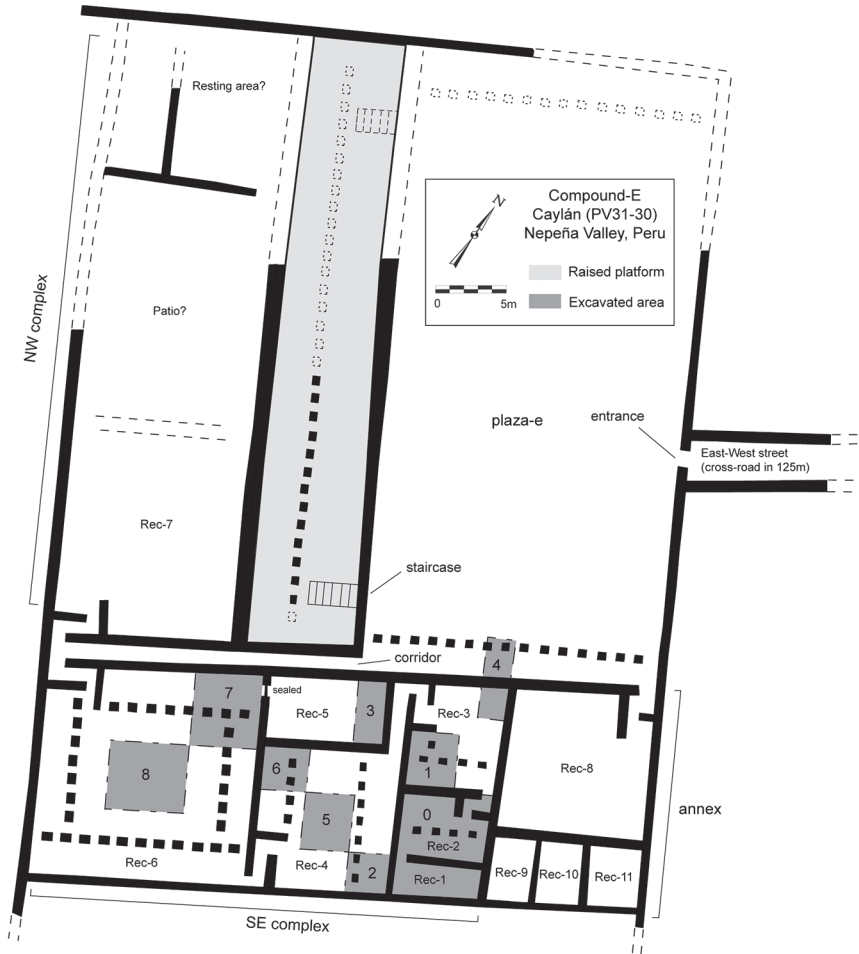 Resting area?
N
Compound-E
Caylán (PV31-30)
Nepeña Valley, Peru
Raised platform
0 5m
Excavated area
NW complex
Patio?
plaza-e
entrance
East-West street
(cross-road in 125m)
Rec-7
staircase
corridor
4
7
sealed
Rec-5
3
Rec-3
6
8
1
Rec-8
5
0
annex
Rec-2
Rec-6
Rec-4
2
Rec-1
Rec-9
Rec-10
Rec-11
SE complex